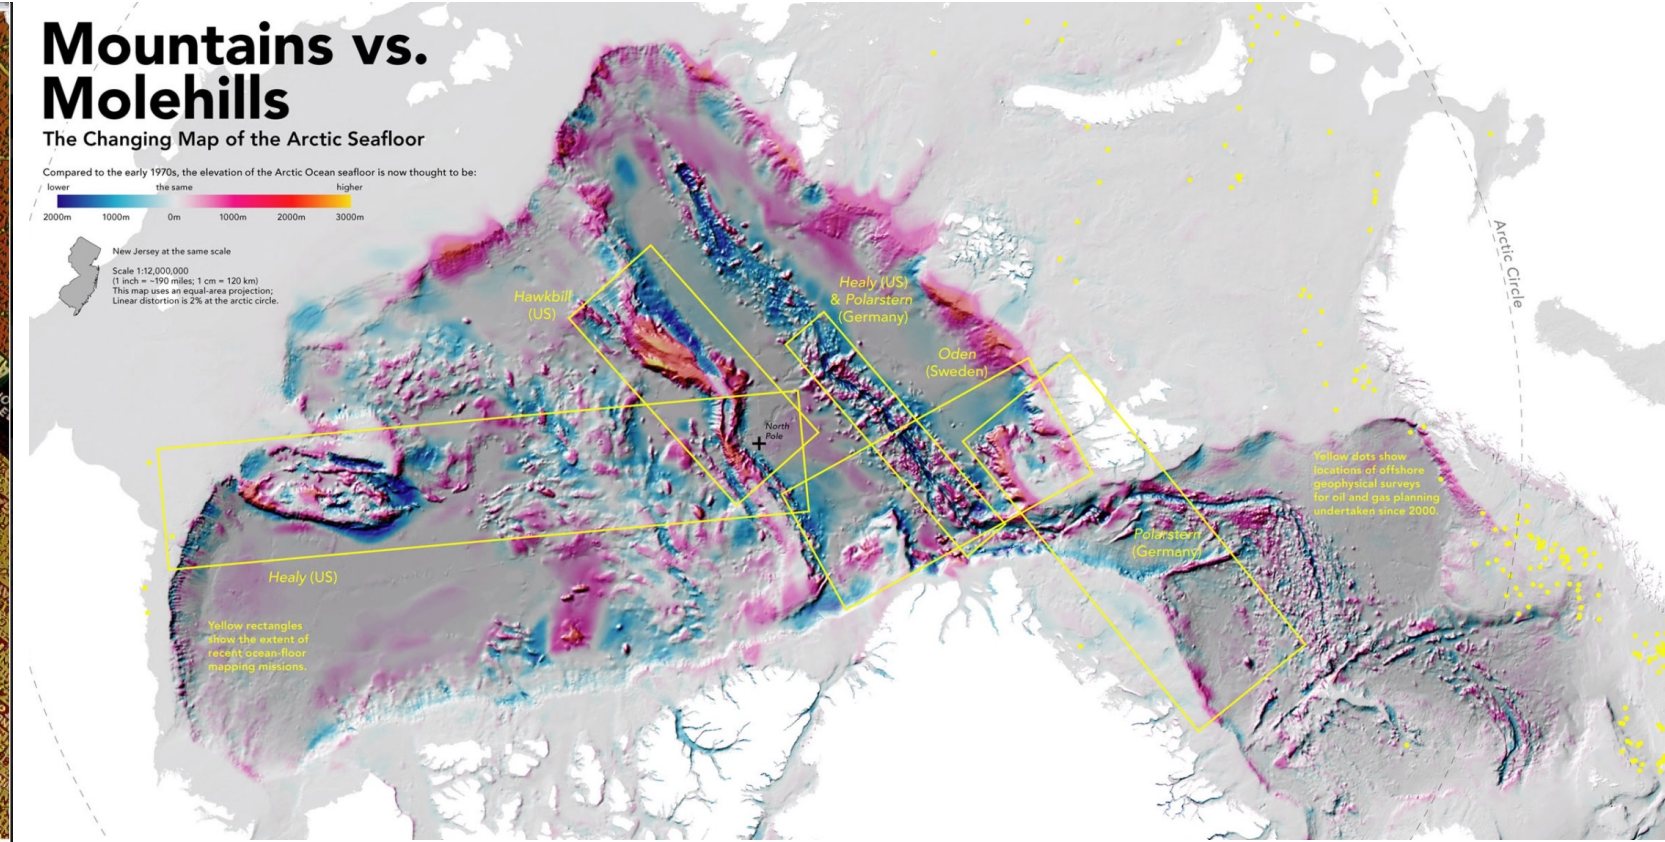 Mountains vs.
Molehills
The Changing Map of the Arctic Seafloor
Compared to the early 1970s, the elevation of the Arctic Ocean seafloor is now thought to be:
lower the same higher
2000m 1000m 0m 1000m 2000m 3000m
New Jersey at the same scale
Scale 1:12,000,000
(1 inch = ~190 miles; 1 cm = 120 km)
This map uses an equal-area projection;
Linear distortion is 2% at the arctic circle.
Hawkbill
(US)
Healy (US)
& Polarstern
(Germany)
Oden
(Sweden)
Arctic Circle
North
Pole
Yellow dots show
locations of offshore
geophysical surveys
for oil and gas planning
undertaken since 2000.
Polarstern
(Germany)
Healy (US)
Yellow rectangles
show the extent of
recent ocean-floor
mapping missions.